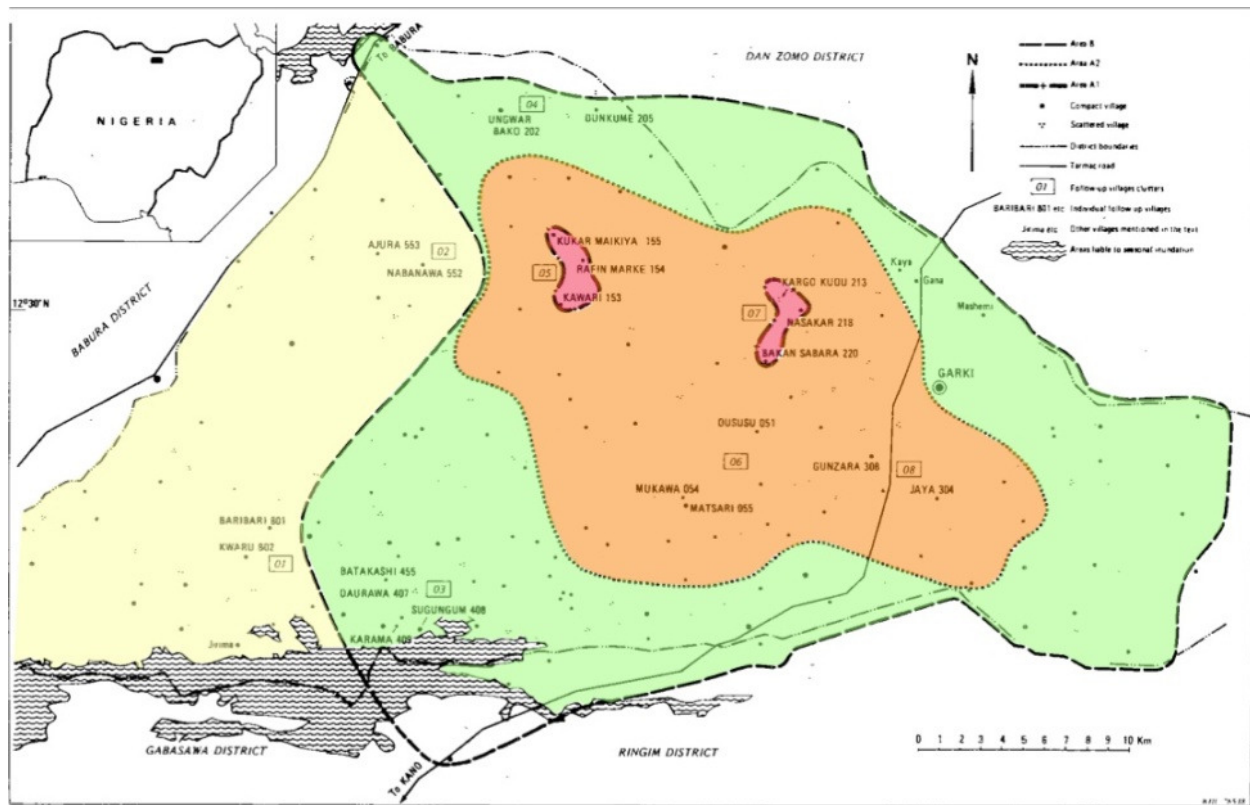 NIGERIA
To BABURA
DAN ZOMO DISTRICT
N
Area B
Area A2
Area A1
Compact village
Scattered village
District boundaries
Tarmac road
01 Follow-up villages clusters
BARIBARI 801 etc Individual follow up villages
Jeima etc Other villages mentioned in the text
Areas liable to seasonal inundation
04
UNGWAR
BAKO 202
GUNKUME 205
AJURA 553
02
NABANAWA 552
KUKAR MAIKIYA 155
05
RAFIN MARKE 154
KAWARI 153
KARGO KUDU 213
07
NASAKAR 218
BAKAN SABARA 220
Kaya
Gana
Mashemi
12°30'N
BABURA DISTRICT
GARKI
DUSUSU 051
06
GUNZARA 306
08
JAYA 304
MUKAWA 054
MATSARI 055
BARIBARI 801
KWARU 602
01
BATAKASHI 455
DAURAWA 407
03
SUGUNGUM 408
KARAMA 409
Jeima
GABASAWA DISTRICT
RINGIM DISTRICT
To KANO
0 1 2 3 4 5 6 7 8 9 10 Km